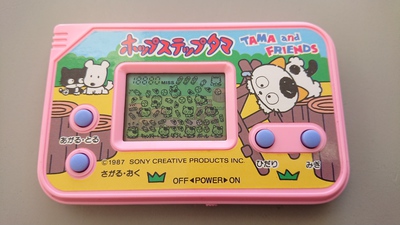 ホップステップタマ
TAMA and
FRIENDS
MISS
あがる・とる
さがる・おく
ひだり
みぎ
©1987 SONY CREATIVE PRODUCTS INC.
OFF◀POWER▶ON